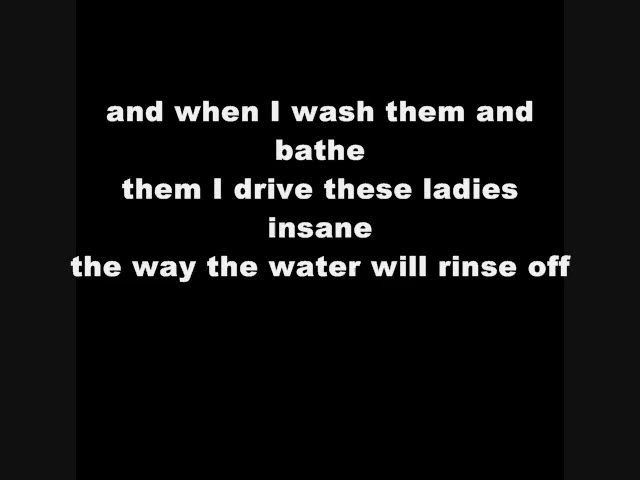 and when I wash them and
bathe
them I drive these ladies
insane
the way the water will rinse off